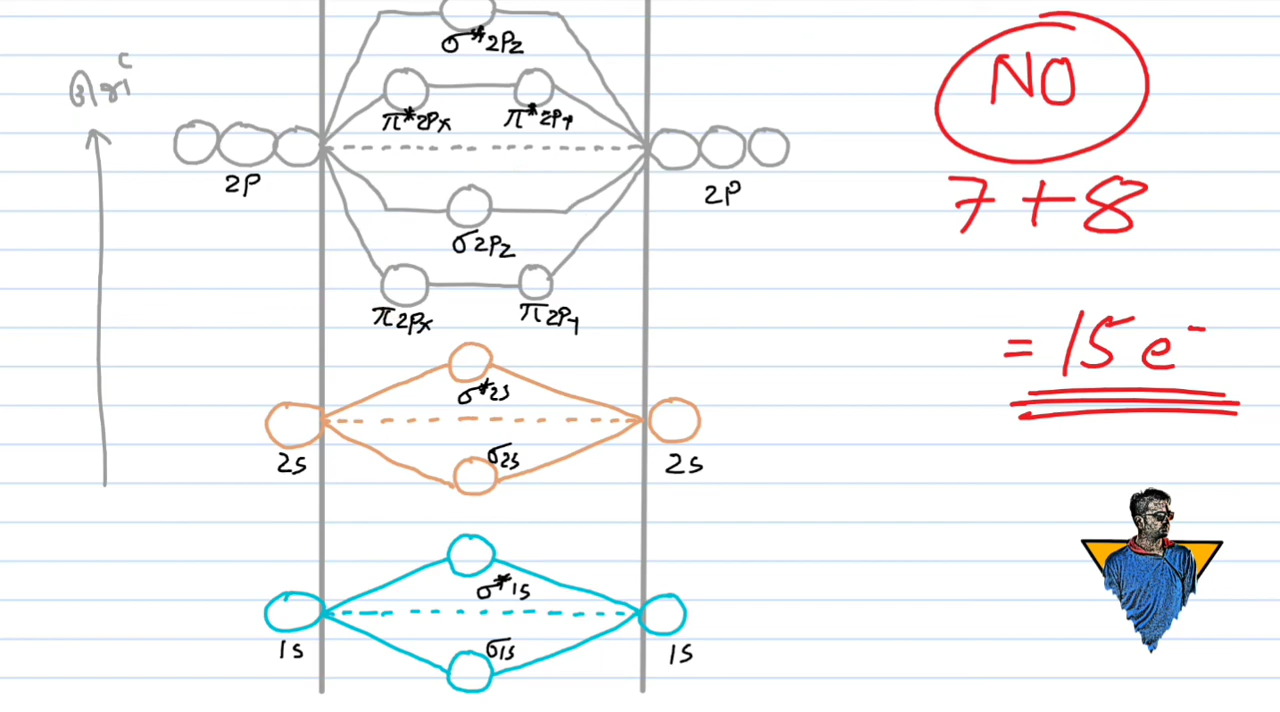 σ*2Pz
π*2Px π*2Py
2P
2P
σ2Pz
π2Px π2Py
σ*2s
2s
σ2s
2s
σ*1s
1s
σ1s
1s
NO
7+8
= 15 e⁻